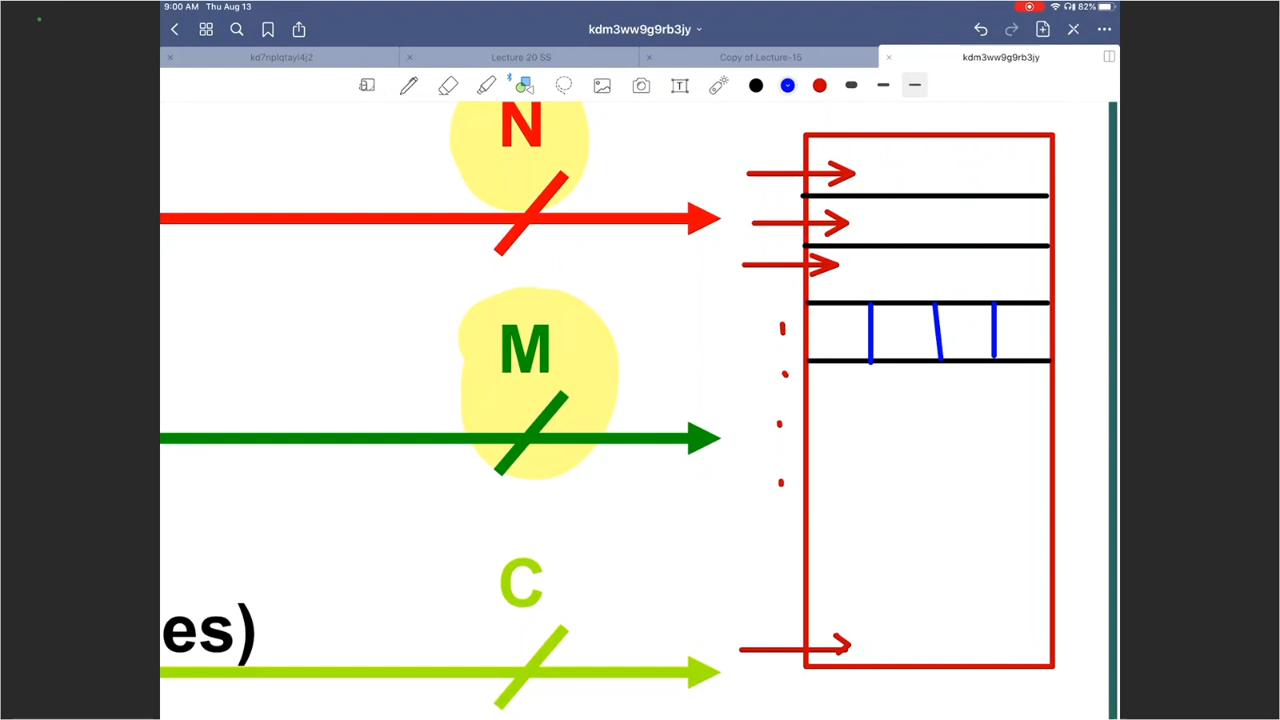 9:00 AM Thu Aug 13
82%
kdm3ww9g9rb3jy
kd7nplqtayl4j2
Lecture 20 SS
Copy of Lecture-15
kdm3ww9g9rb3jy
T
N
M
C
es)